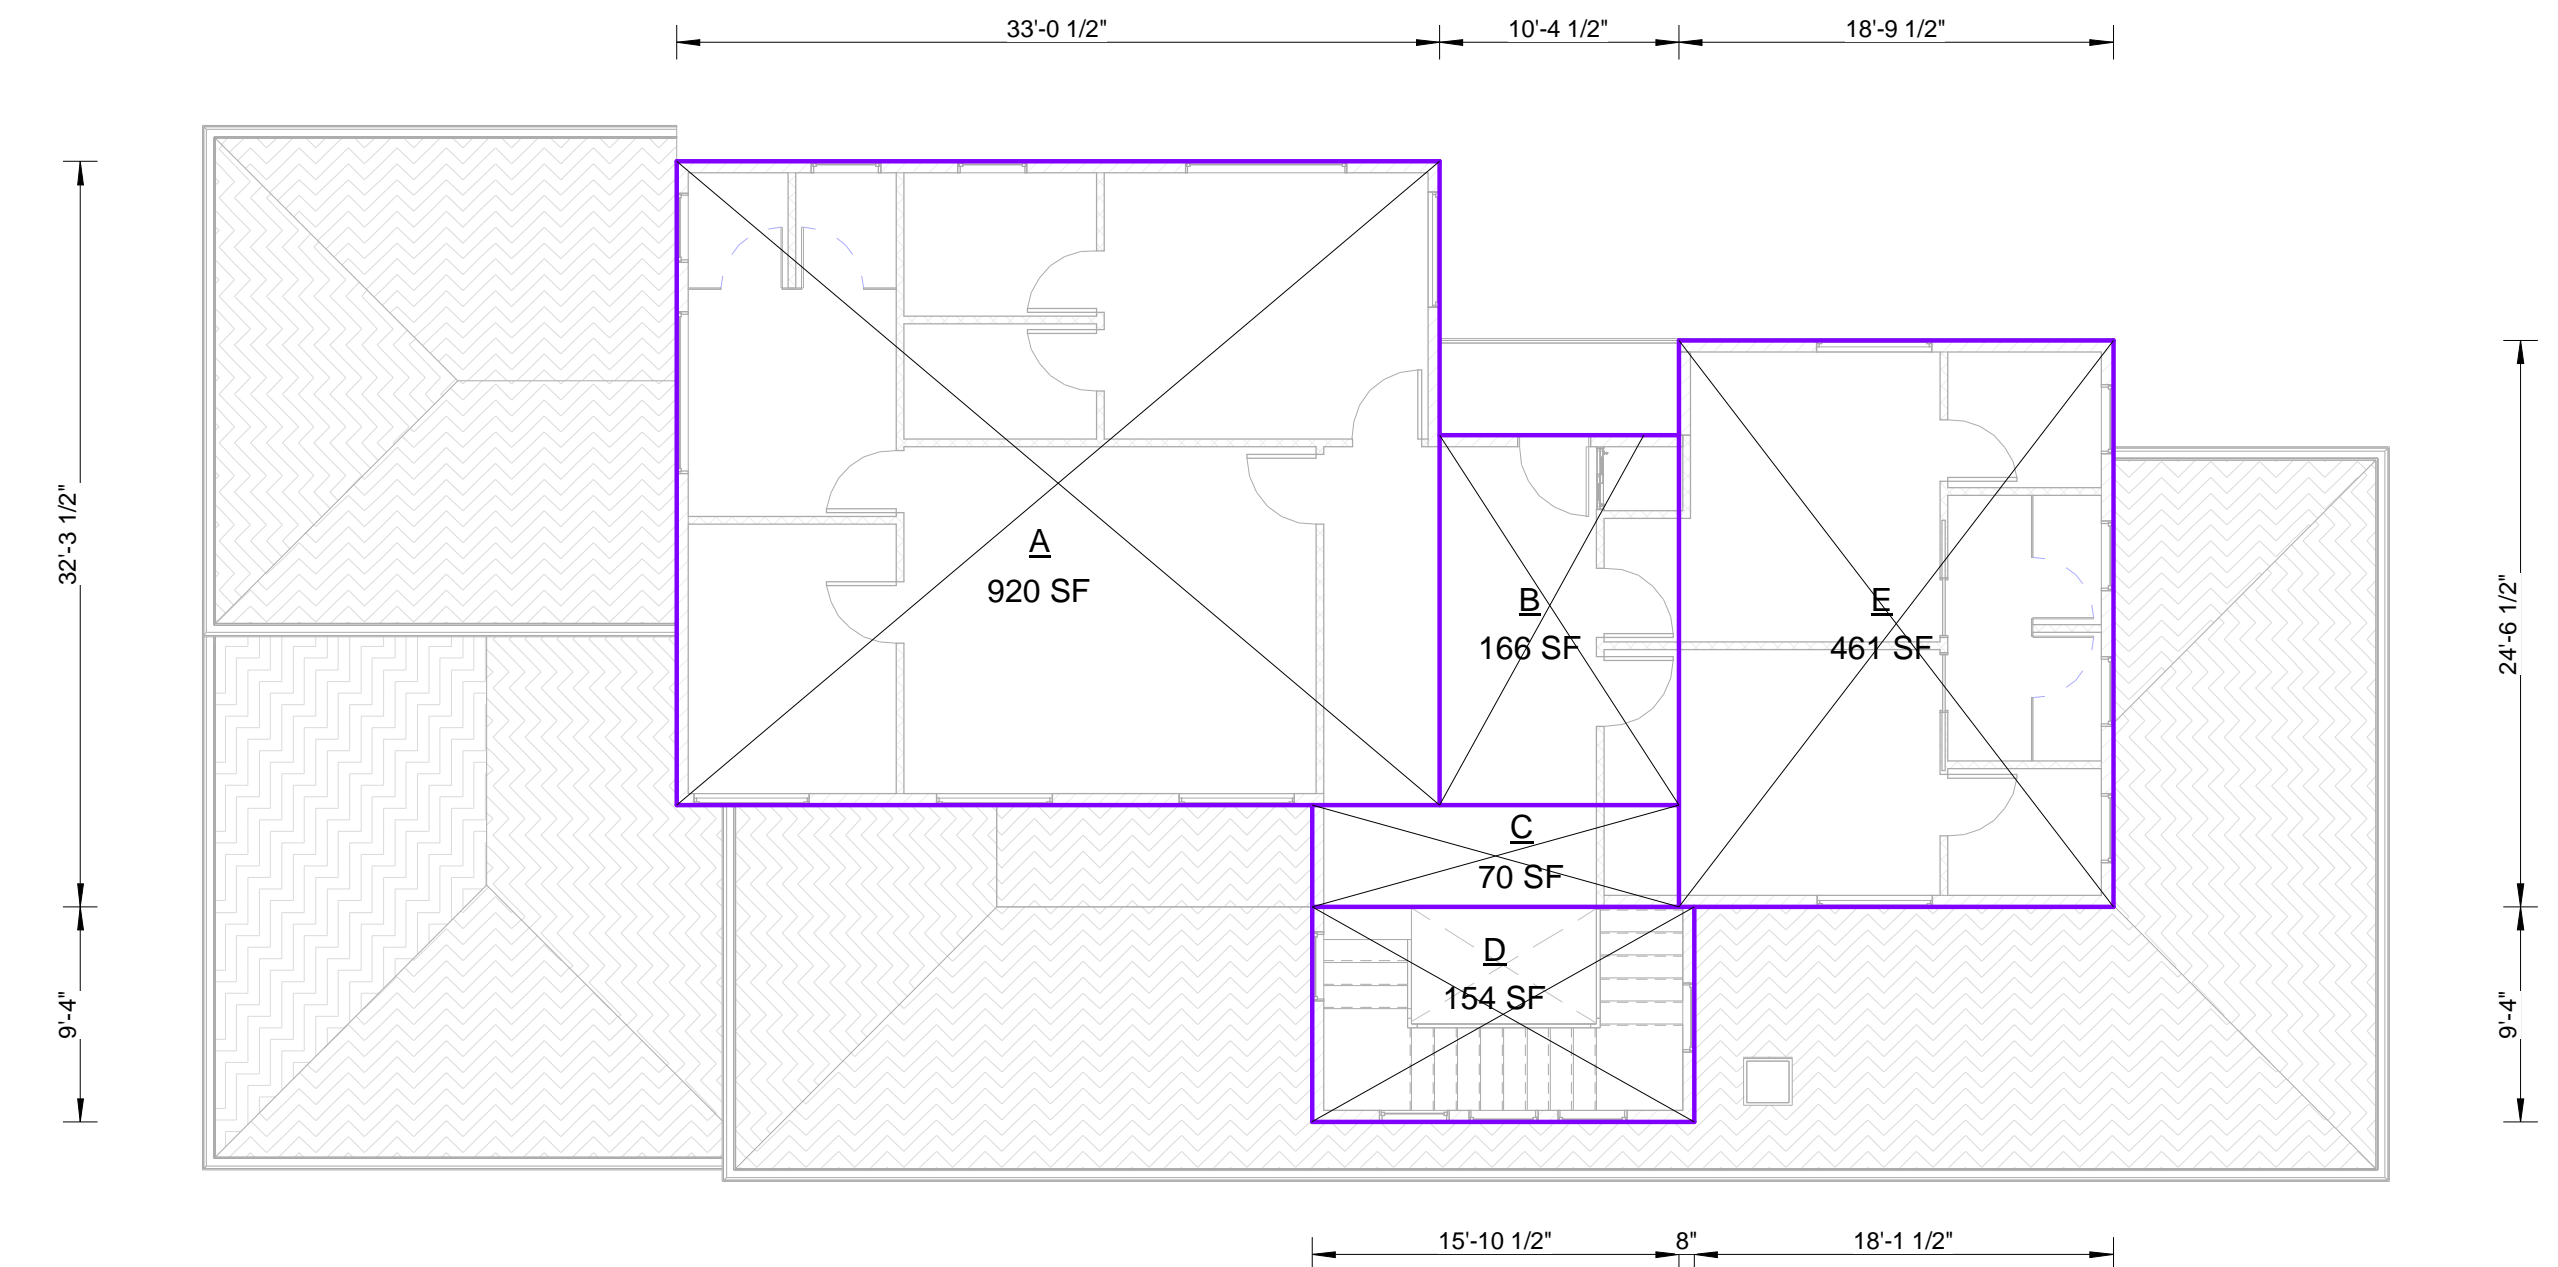 33'-0 1/2"
10'-4 1/2"
18'-9 1/2"
32'-3 1/2"
9'-4"
A
920 SF
B
166 SF
E
461 SF
C
70 SF
D
154 SF
24'-6 1/2"
9'-4"
15'-10 1/2"
8"
18'-1 1/2"